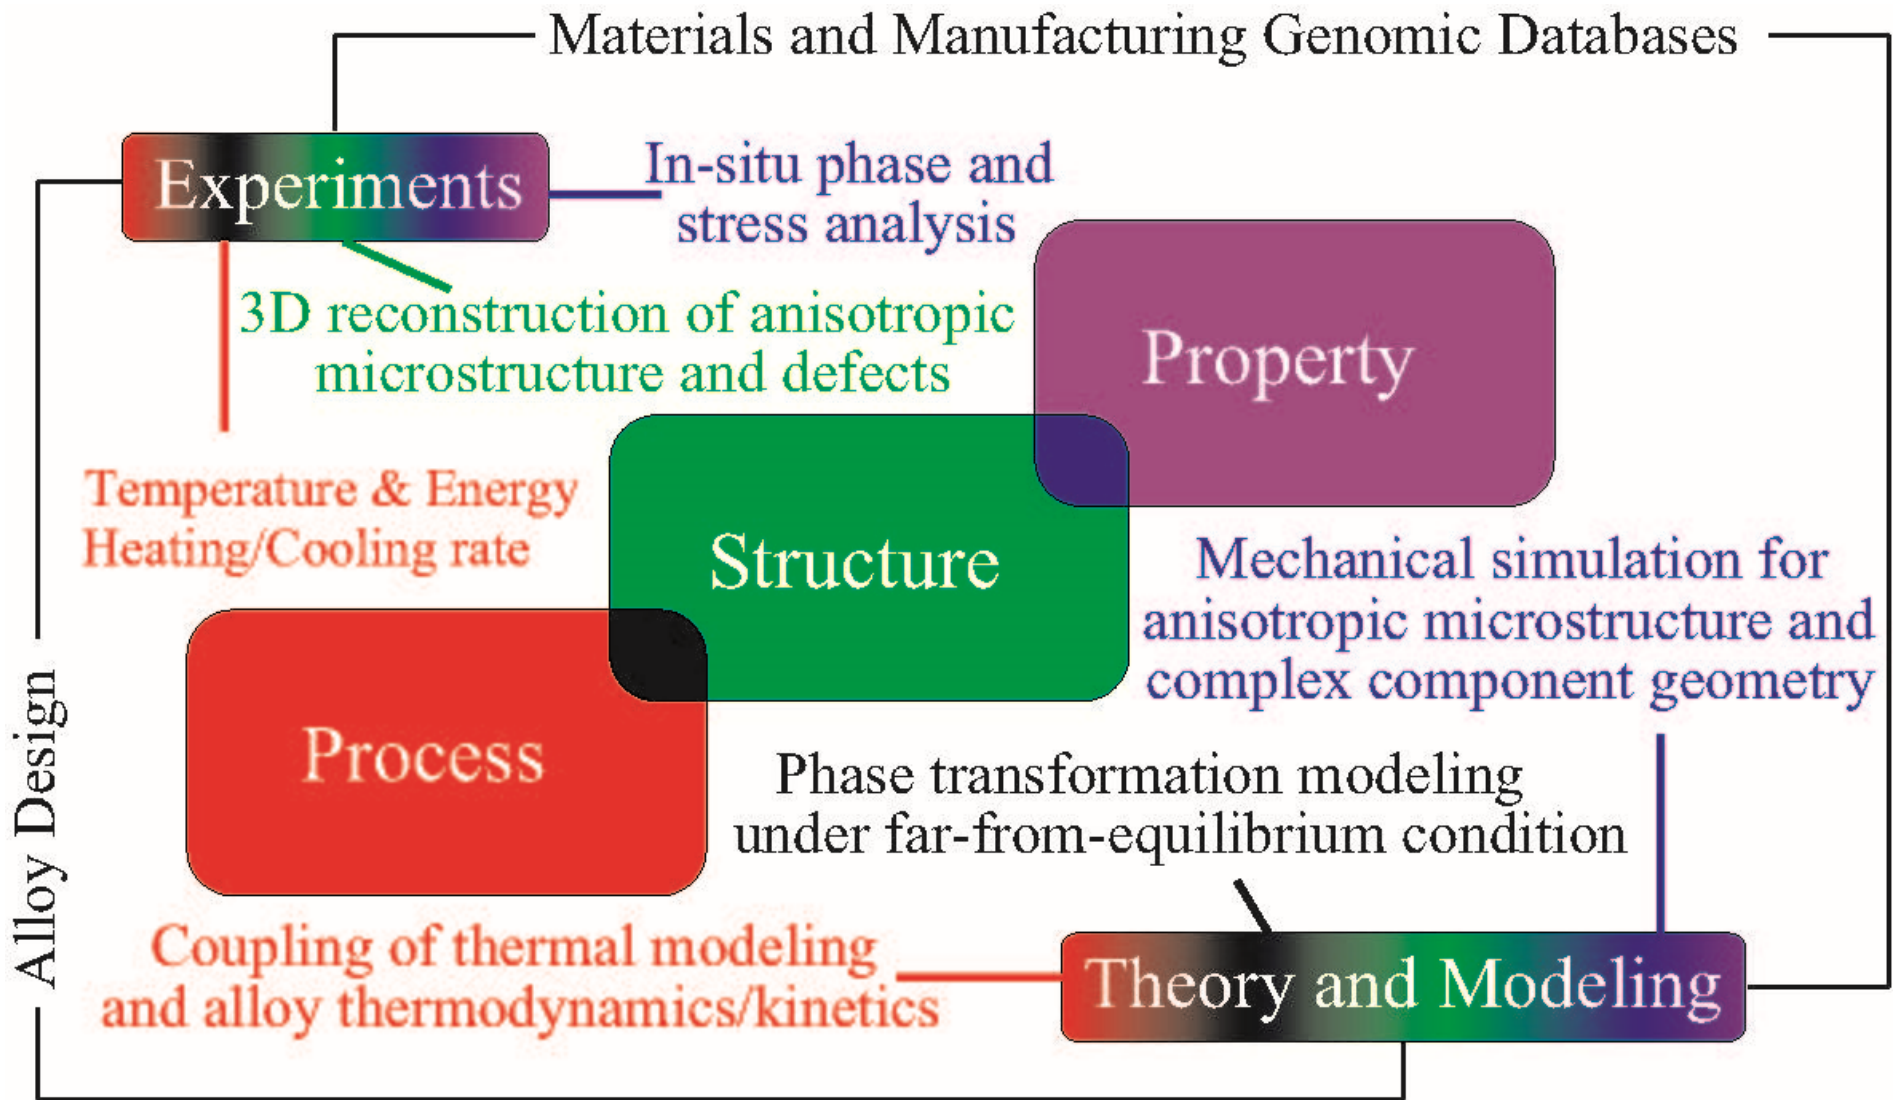 Materials and Manufacturing Genomic Databases
Experiments
In-situ phase and
stress analysis
3D reconstruction of anisotropic
microstructure and defects
Property
Temperature & Energy
Heating/Cooling rate
Structure
Mechanical simulation for
anisotropic microstructure and
complex component geometry
Process
Phase transformation modeling
under far-from-equilibrium condition
Alloy Design
Coupling of thermal modeling
and alloy thermodynamics/kinetics
Theory and Modeling